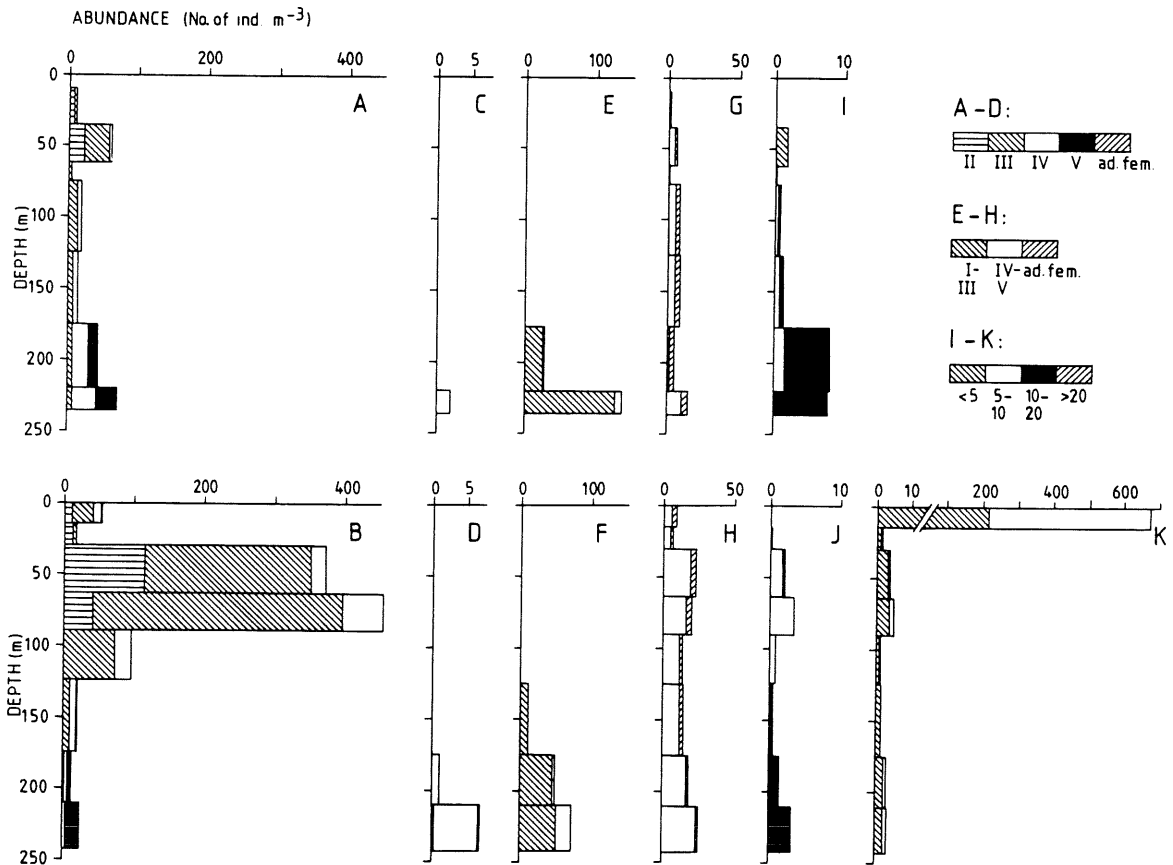 ABUNDANCE (No. of ind. m⁻³)
0 200 400
0 5
0 100
0 50
0 10
A
C
E
G
I
0
50
100
150
200
250
DEPTH (m)
A-D:
II III IV V ad. fem.
E-H:
I- IV- ad. fem.
III V
I-K:
<5 5- 10- >20
10 20
0 200 400
0 5
0 100
0 50
0 10
0 10 200 400 600
B
D
F
H
J
K
0
50
100
150
200
250
DEPTH (m)